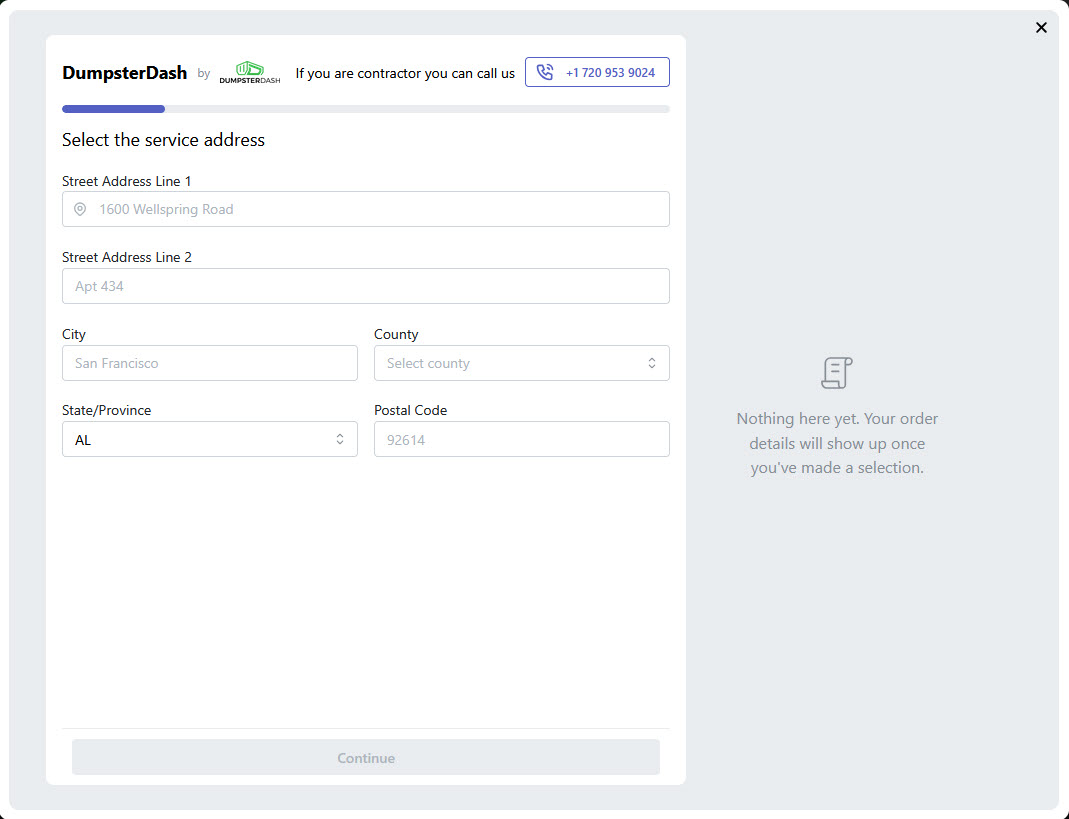 DumpsterDash by DUMPSTERDASH If you are contractor you can call us +1 720 953 9024
Select the service address
Street Address Line 1
1600 Wellspring Road
Street Address Line 2
Apt 434
City County
San Francisco Select county
State/Province Postal Code
AL 92614
Continue
Nothing here yet. Your order
details will show up once
you've made a selection.